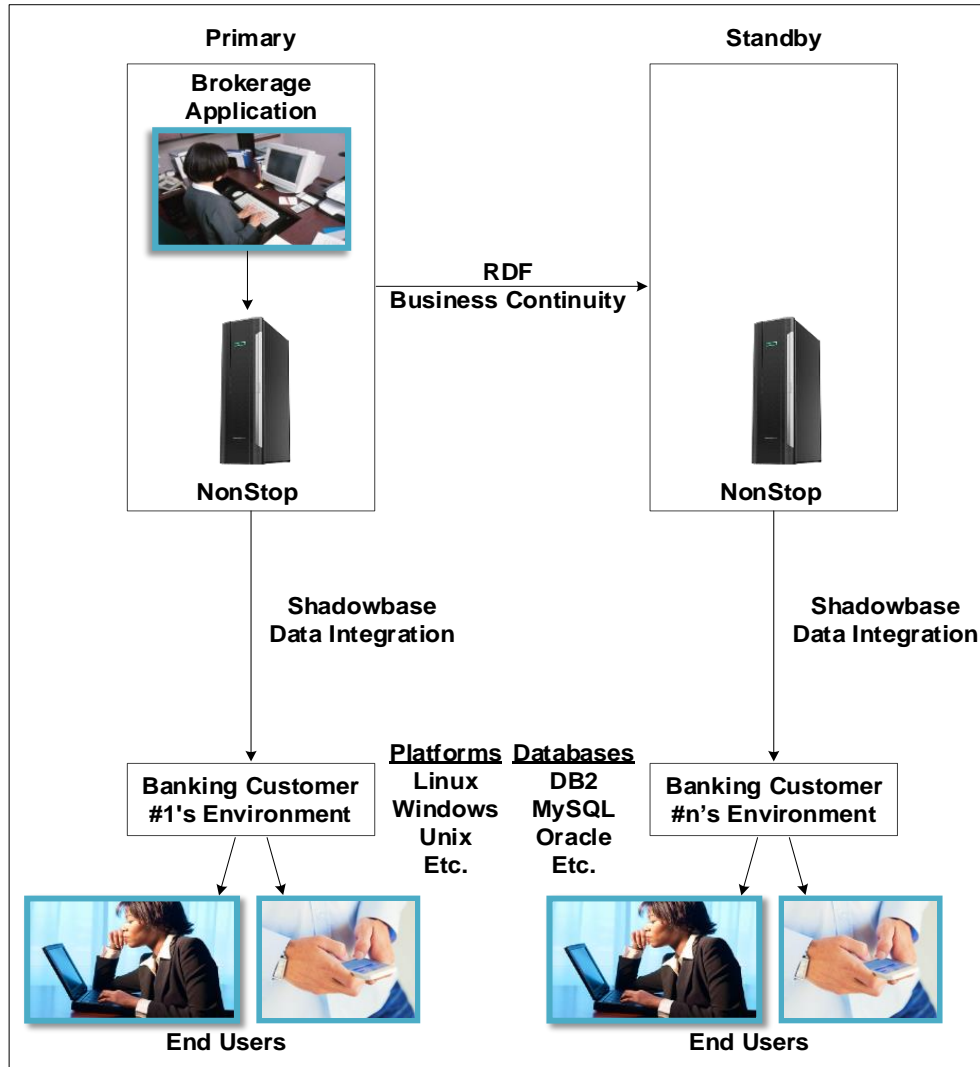 Primary
Standby
Brokerage
Application
RDF
Business Continuity
NonStop
NonStop
Shadowbase
Data Integration
Shadowbase
Data Integration
Platforms
Linux
Windows
Unix
Etc.
Databases
DB2
MySQL
Oracle
Etc.
Banking Customer
#1's Environment
Banking Customer
#n’s Environment
End Users
End Users